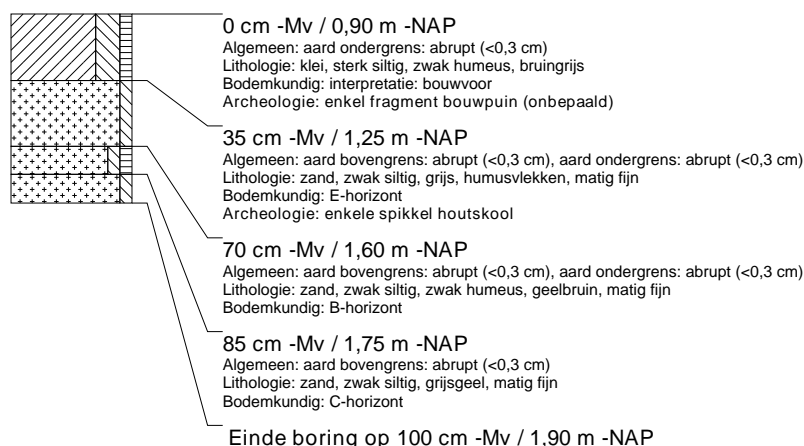 0 cm -Mv / 0,90 m -NAP
Algemeen: aard ondergrens: abrupt (<0,3 cm)
Lithologie: klei, sterk siltig, zwak humeus, bruingrijs
Bodemkundig: interpretatie: bouwvoor
Archeologie: enkel fragment bouwpuin (onbepaald)
35 cm -Mv / 1,25 m -NAP
Algemeen: aard bovengrens: abrupt (<0,3 cm), aard ondergrens: abrupt (<0,3 cm)
Lithologie: zand, zwak siltig, grijs, humusvlekken, matig fijn
Bodemkundig: E-horizont
Archeologie: enkele spikkel houtskool
70 cm -Mv / 1,60 m -NAP
Algemeen: aard bovengrens: abrupt (<0,3 cm), aard ondergrens: abrupt (<0,3 cm)
Lithologie: zand, zwak siltig, zwak humeus, geelbruin, matig fijn
Bodemkundig: B-horizont
85 cm -Mv / 1,75 m -NAP
Algemeen: aard bovengrens: abrupt (<0,3 cm)
Lithologie: zand, zwak siltig, grijsgeel, matig fijn
Bodemkundig: C-horizont
Einde boring op 100 cm -Mv / 1,90 m -NAP